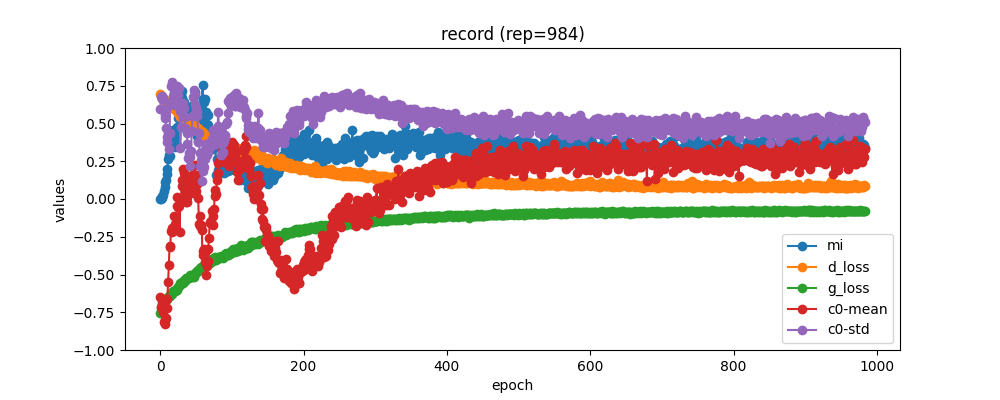 record (rep=984)
1.00
0.75
0.50
0.25
0.00
−0.25
−0.50
−0.75
−1.00
values
0 200 400 600 800 1000
epoch
mi
d_loss
g_loss
c0-mean
c0-std